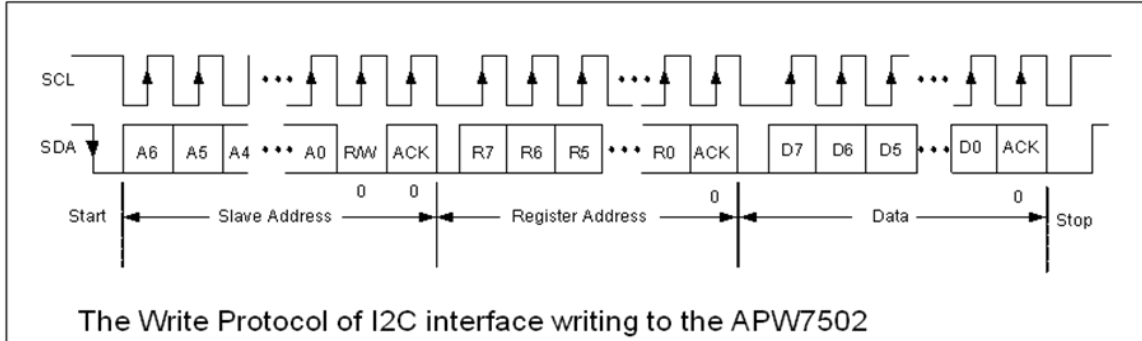 SCL
SDA A6 A5 A4 ••• A0 R/W ACK R7 R6 R5 ••• R0 ACK D7 D6 D5 ••• D0 ACK
0 0 0 0
Start Slave Address Register Address Data Stop
The Write Protocol of I2C interface writing to the APW7502